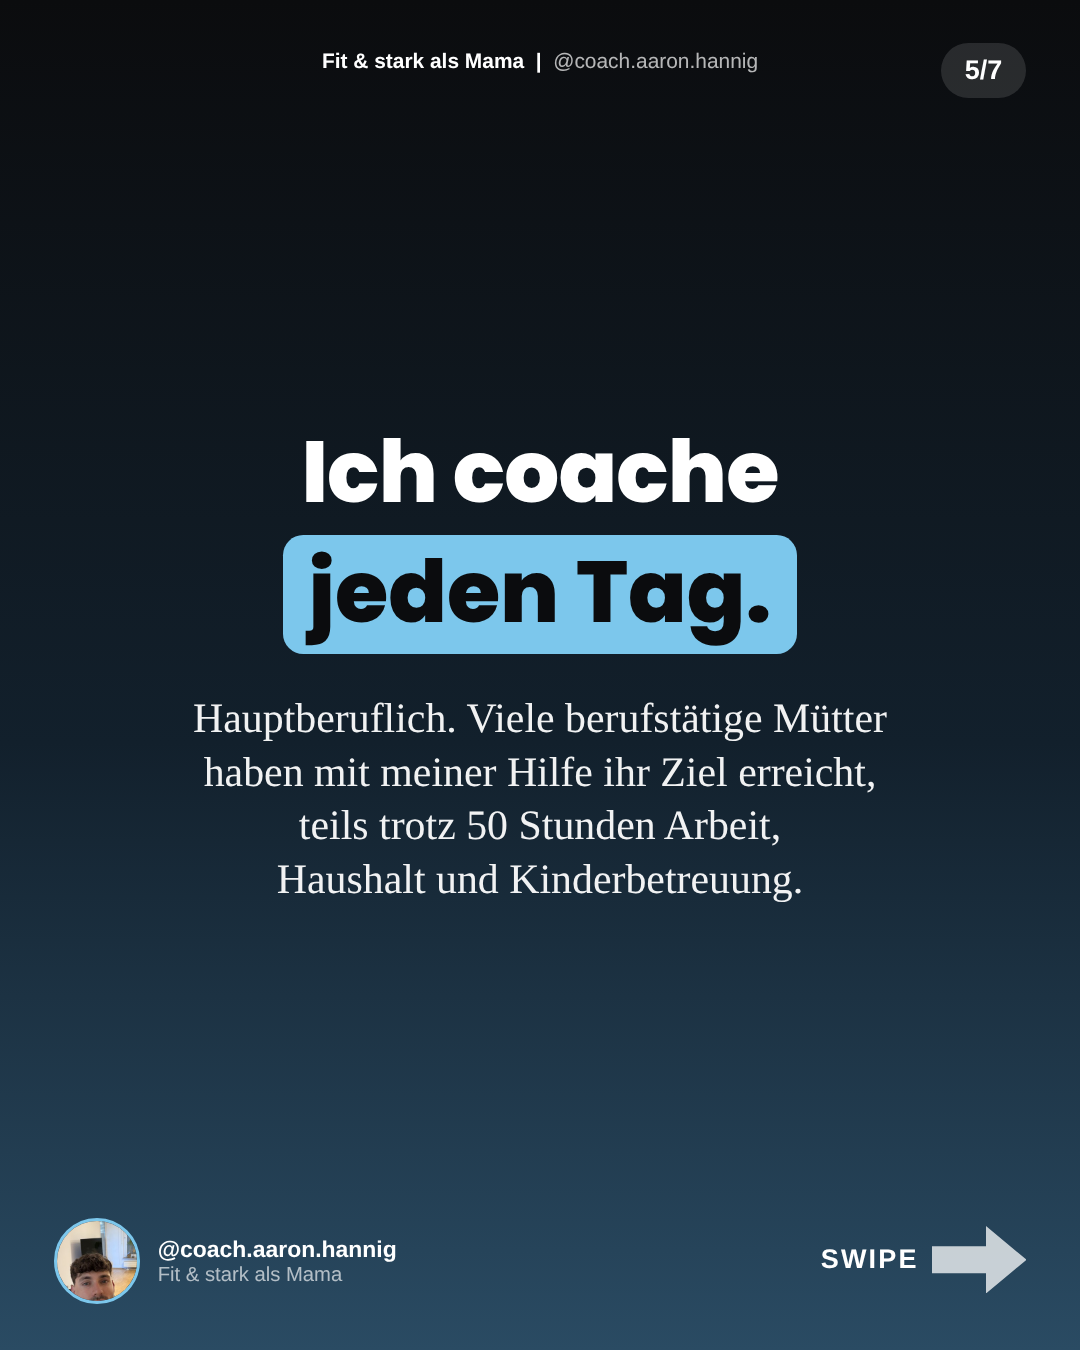 Fit & stark als Mama | @coach.aaron.hannig
5/7
Ich coache
jeden Tag.
Hauptberuflich. Viele berufstätige Mütter
haben mit meiner Hilfe ihr Ziel erreicht,
teils trotz 50 Stunden Arbeit,
Haushalt und Kinderbetreuung.
@coach.aaron.hannig
Fit & stark als Mama
SWIPE